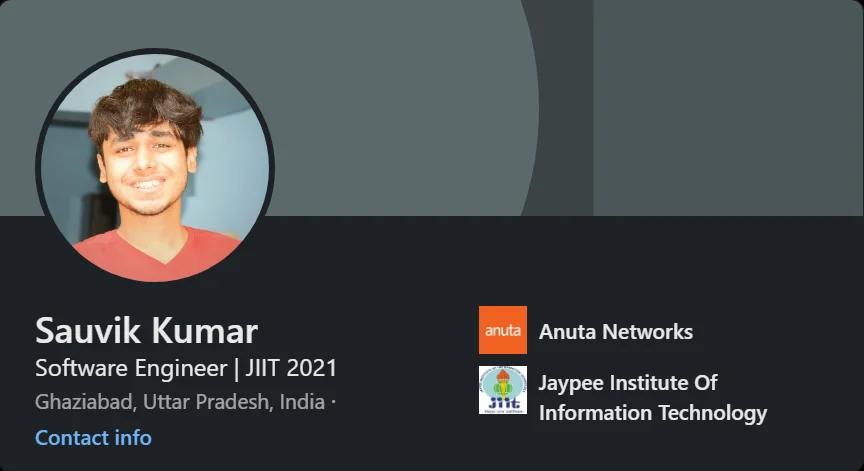 Sauvik Kumar
Software Engineer | JIIT 2021
Ghaziabad, Uttar Pradesh, India ·
Contact info
anuta
Anuta Networks
jiit
Jaypee Institute Of
Information Technology